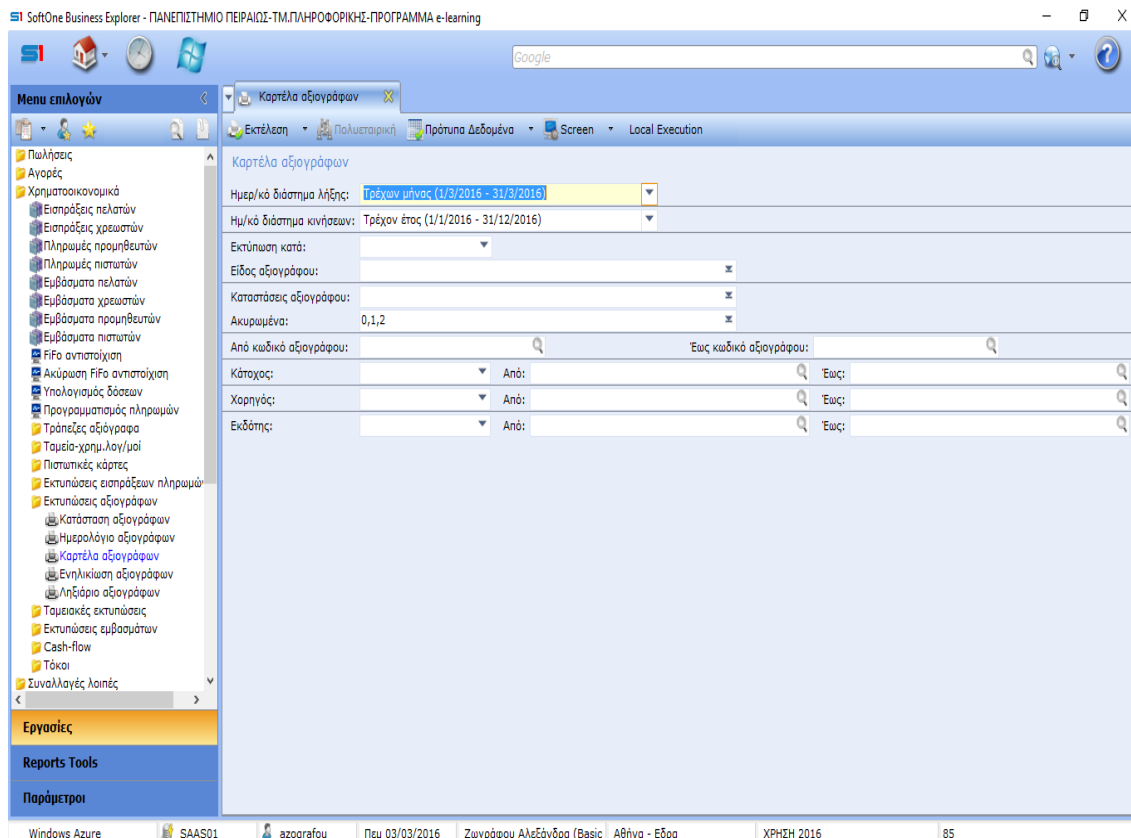 S1 SoftOne Business Explorer - ΠΑΝΕΠΙΣΤΗΜΙΟ ΠΕΙΡΑΙΩΣ-ΤΜ.ΠΛΗΡΟΦΟΡΙΚΗΣ-ΠΡΟΓΡΑΜΜΑ e-learning
S1
Google
Menu επιλογών
Πωλήσεις
Αγορές
Χρηματοοικονομικά
Εισπράξεις πελατών
Εισπράξεις χρεωστών
Πληρωμές προμηθευτών
Πληρωμές πιστωτών
Εμβάσματα πελατών
Εμβάσματα χρεωστών
Εμβάσματα προμηθευτών
Εμβάσματα πιστωτών
FiFo αντιστοίχιση
Ακύρωση FiFo αντιστοίχιση
Υπολογισμός δόσεων
Προγραμματισμός πληρωμών
Τράπεζες αξιόγραφα
Ταμεία-χρημ.λογ/μοί
Πιστωτικές κάρτες
Εκτυπώσεις εισπράξεων πληρωμώ
Εκτυπώσεις αξιογράφων
Κατάσταση αξιογράφων
Ημερολόγιο αξιογράφων
Καρτέλα αξιογράφων
Ενηλικίωση αξιογράφων
Ληξιάριο αξιογράφων
Ταμειακές εκτυπώσεις
Εκτυπώσεις εμβασμάτων
Cash-flow
Τόκοι
Συναλλαγές λοιπές
Εργασίες
Reports Tools
Παράμετροι
Καρτέλα αξιογράφων
Εκτέλεση Πολυεταιρική Πρότυπα Δεδομένα Screen Local Execution
Καρτέλα αξιογράφων
Ημερ/κό διάστημα λήξης: Τρέχων μήνας (1/3/2016 - 31/3/2016)
Ημ/κό διάστημα κινήσεων: Τρέχον έτος (1/1/2016 - 31/12/2016)
Εκτύπωση κατά:
Είδος αξιογράφου:
Καταστάσεις αξιογράφου:
Ακυρωμένα: 0,1,2
Από κωδικό αξιογράφου: Έως κωδικό αξιογράφου:
Κάτοχος: Από: Έως:
Χορηγός: Από: Έως:
Εκδότης: Από: Έως:
Windows Azure SAAS01 azografou Πεμ 03/03/2016 Ζωγράφου Αλεξάνδρα (Basic Αθήνα - Εδρα ΧΡΗΣΗ 2016 85